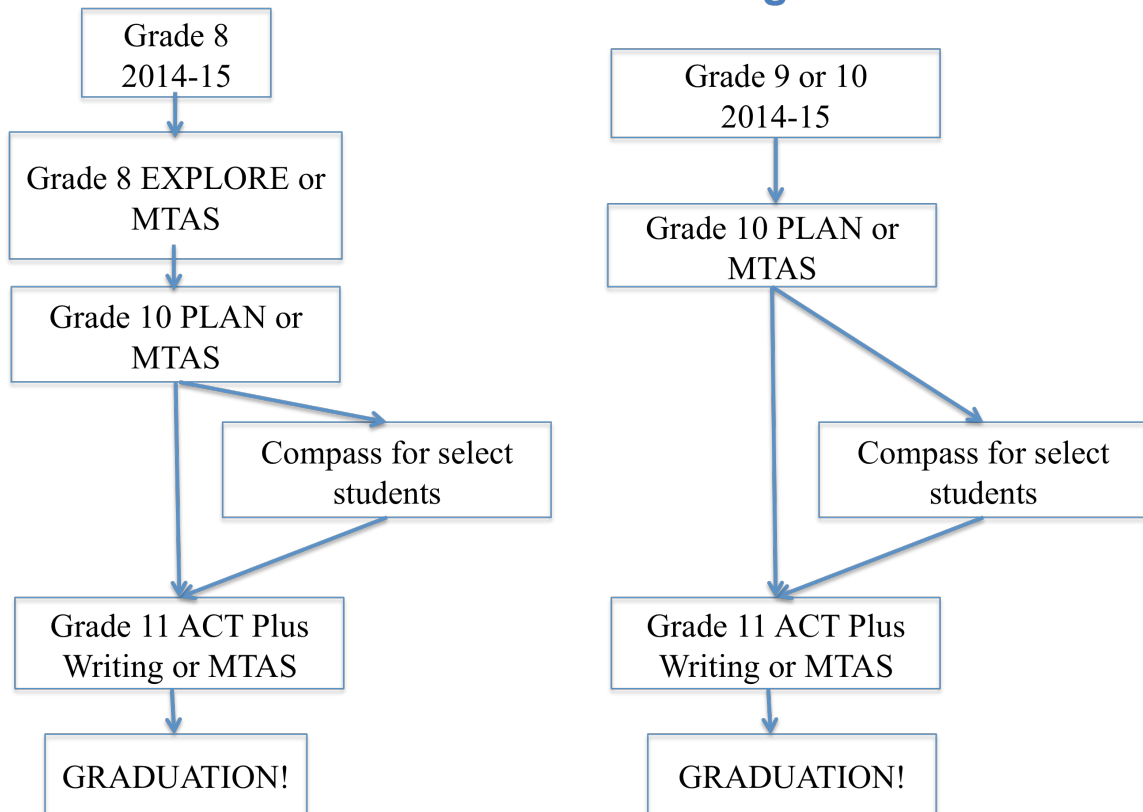 Grade 8
2014-15
Grade 8 EXPLORE or
MTAS
Grade 10 PLAN or
MTAS
Compass for select
students
Grade 11 ACT Plus
Writing or MTAS
GRADUATION!
Grade 9 or 10
2014-15
Grade 10 PLAN or
MTAS
Compass for select
students
Grade 11 ACT Plus
Writing or MTAS
GRADUATION!